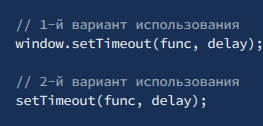 // 1-й вариант использования
window.setTimeout(func, delay);
// 2-й вариант использования
setTimeout(func, delay);